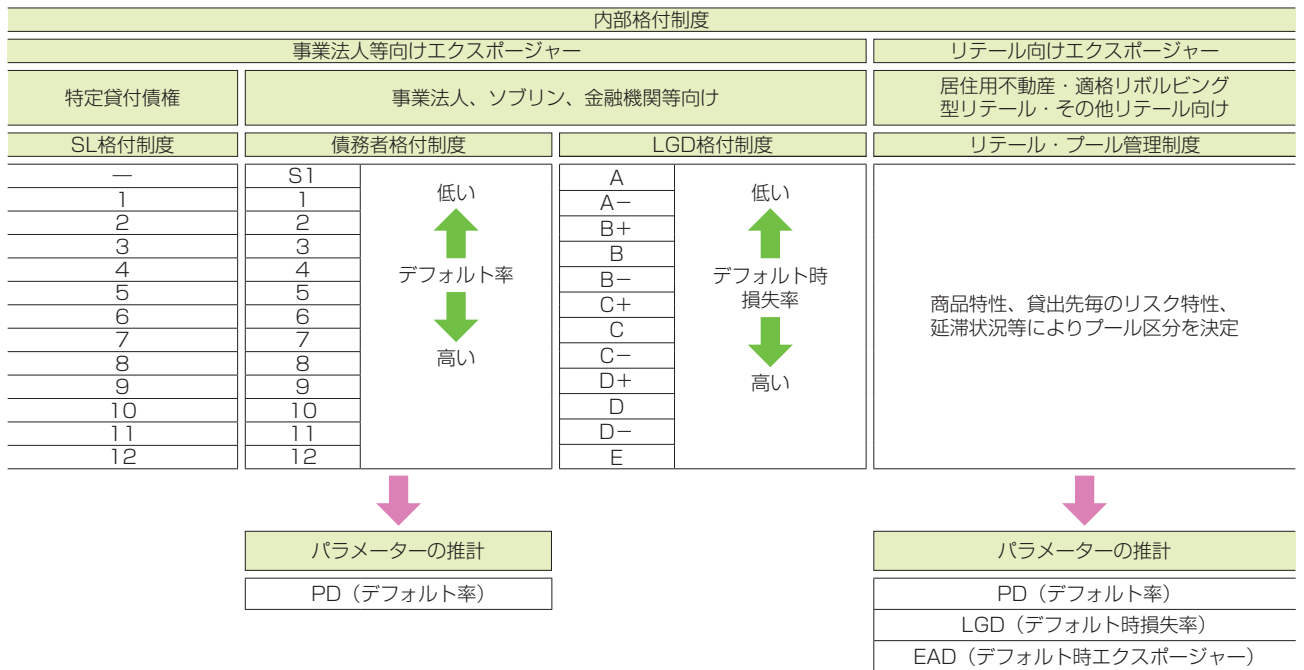 内部格付制度
事業法人等向けエクスポージャー
リテール向けエクスポージャー
特定貸付債権
事業法人、ソブリン、金融機関等向け
居住用不動産・適格リボルビング
型リテール・その他リテール向け
SL格付制度
債務者格付制度
LGD格付制度
リテール・プール管理制度
―
1
2
3
4
5
6
7
8
9
10
11
12
S1
1
2
3
4
5
6
7
8
9
10
11
12
低い
デフォルト率
高い
A
A−
B+
B
B−
C+
C
C−
D+
D
D−
E
低い
デフォルト時
損失率
高い
商品特性、貸出先毎のリスク特性、
延滞状況等によりプール区分を決定
パラメーターの推計
PD（デフォルト率）
パラメーターの推計
PD（デフォルト率）
LGD（デフォルト時損失率）
EAD（デフォルト時エクスポージャー）